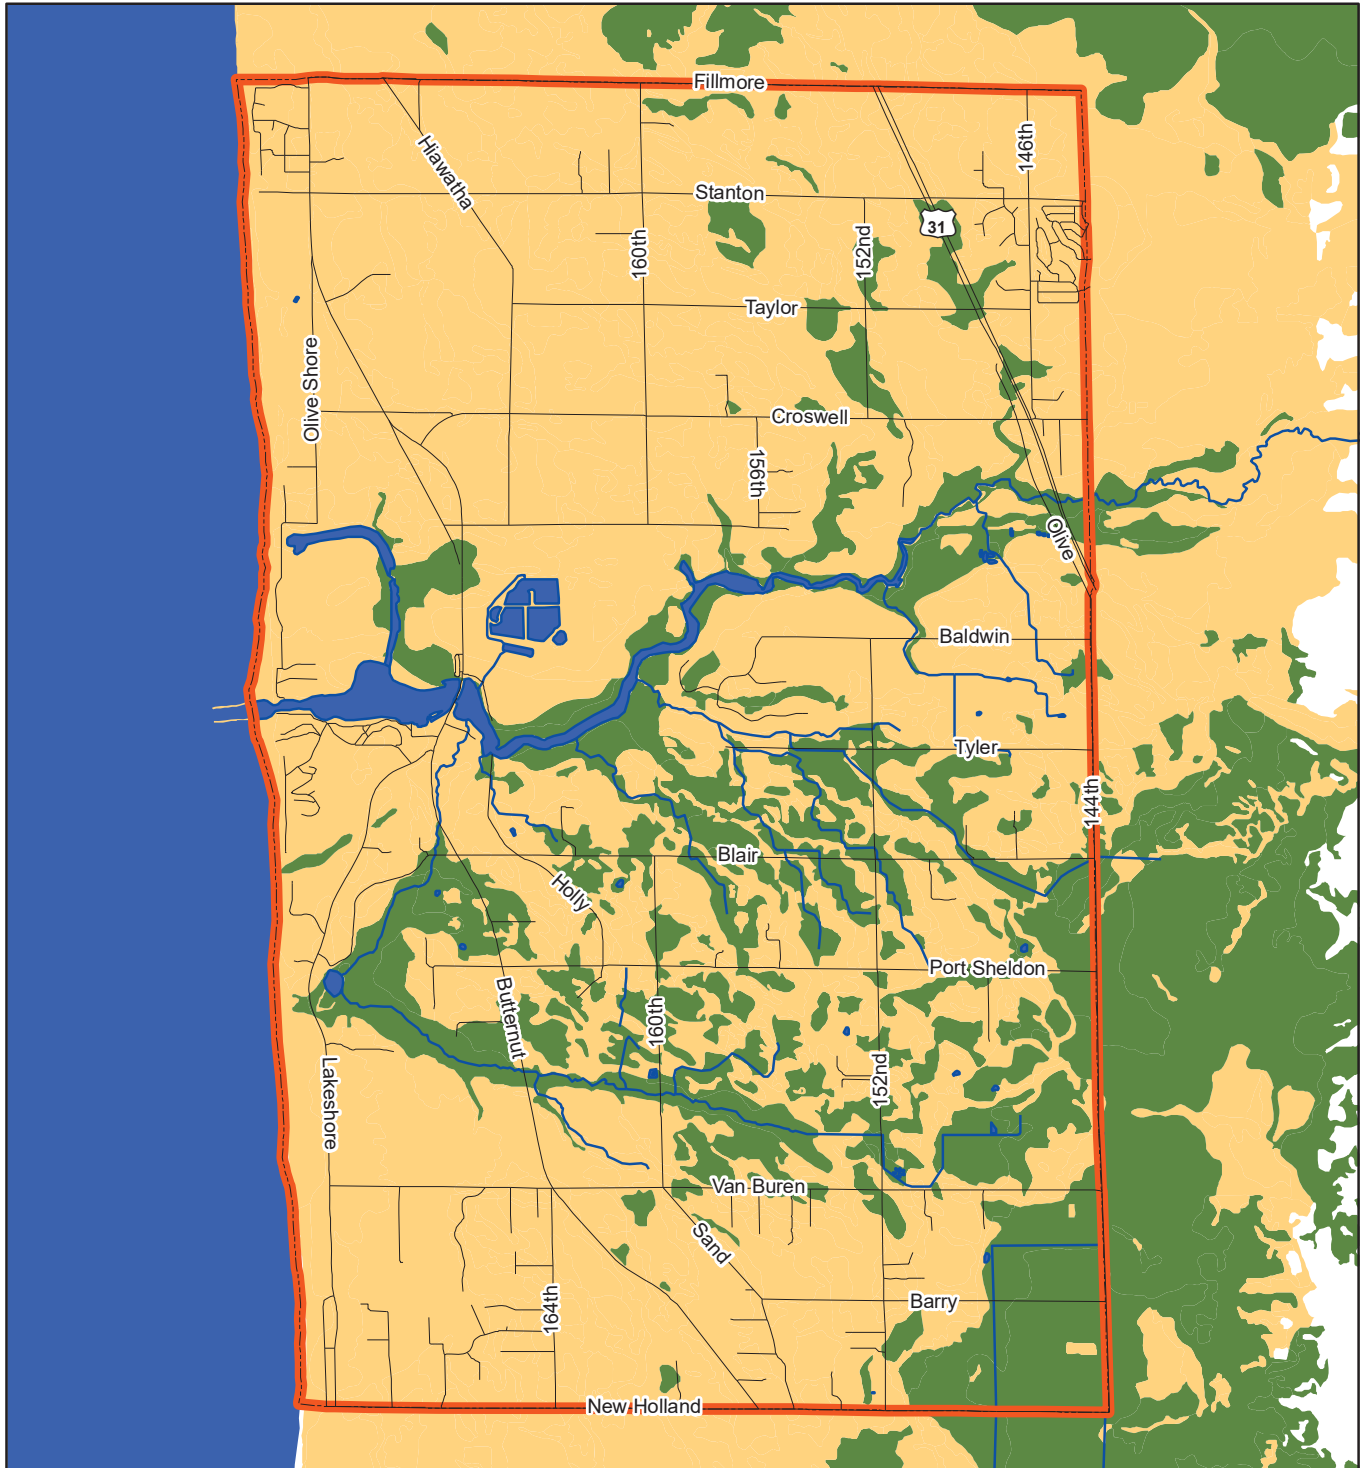 Fillmore
Hiawatha
146th
Stanton
31
160th
152nd
Taylor
Olive Shore
Croswell
156th
Olive
Baldwin
Tyler
144th
Blair
Holly
Port Sheldon
Butternut
160th
Lakeshore
152nd
Van Buren
Sand
164th
Barry
New Holland